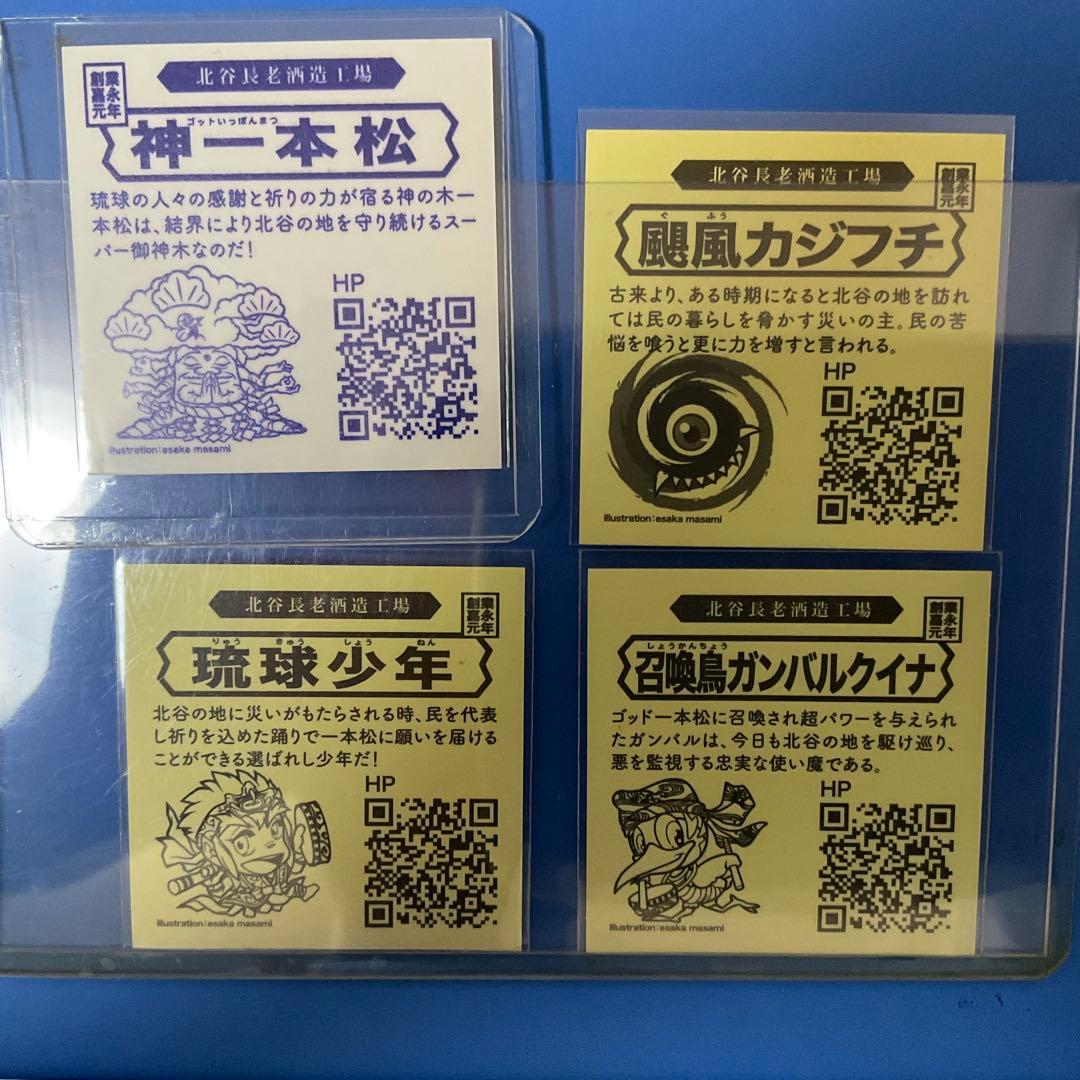 北谷長老酒造工場
創業
嘉永
元年
ゴットいっぽんまつ
神一本松
琉球の人々の感謝と祈りの力が宿る神の木一
本松は、結界により北谷の地を守り続けるスー
パー御神木なのだ!
HP
illustration:esaka masami
北谷長老酒造工場
創業
嘉永
元年
ぐ ふう
颶風カジフチ
古来より、ある時期になると北谷の地を訪れ
ては民の暮らしを脅かす災いの主。民の苦
悩を喰うと更に力を増すと言われる。
HP
illustration:esaka masami
北谷長老酒造工場
創業
嘉永
元年
りゅう きゅう しょう ねん
琉球少年
北谷の地に災いがもたらされる時、民を代表
し祈りを込めた踊りで一本松に願いを届ける
ことができる選ばれし少年だ!
HP
illustration:esaka masami
北谷長老酒造工場
創業
嘉永
元年
しょうかんちょう
召喚鳥ガンバルクイナ
ゴッド一本松に召喚され超パワーを与えられ
たガンバルは、今日も北谷の地を駆け巡り、
悪を監視する忠実な使い魔である。
HP
illustration:esaka masami